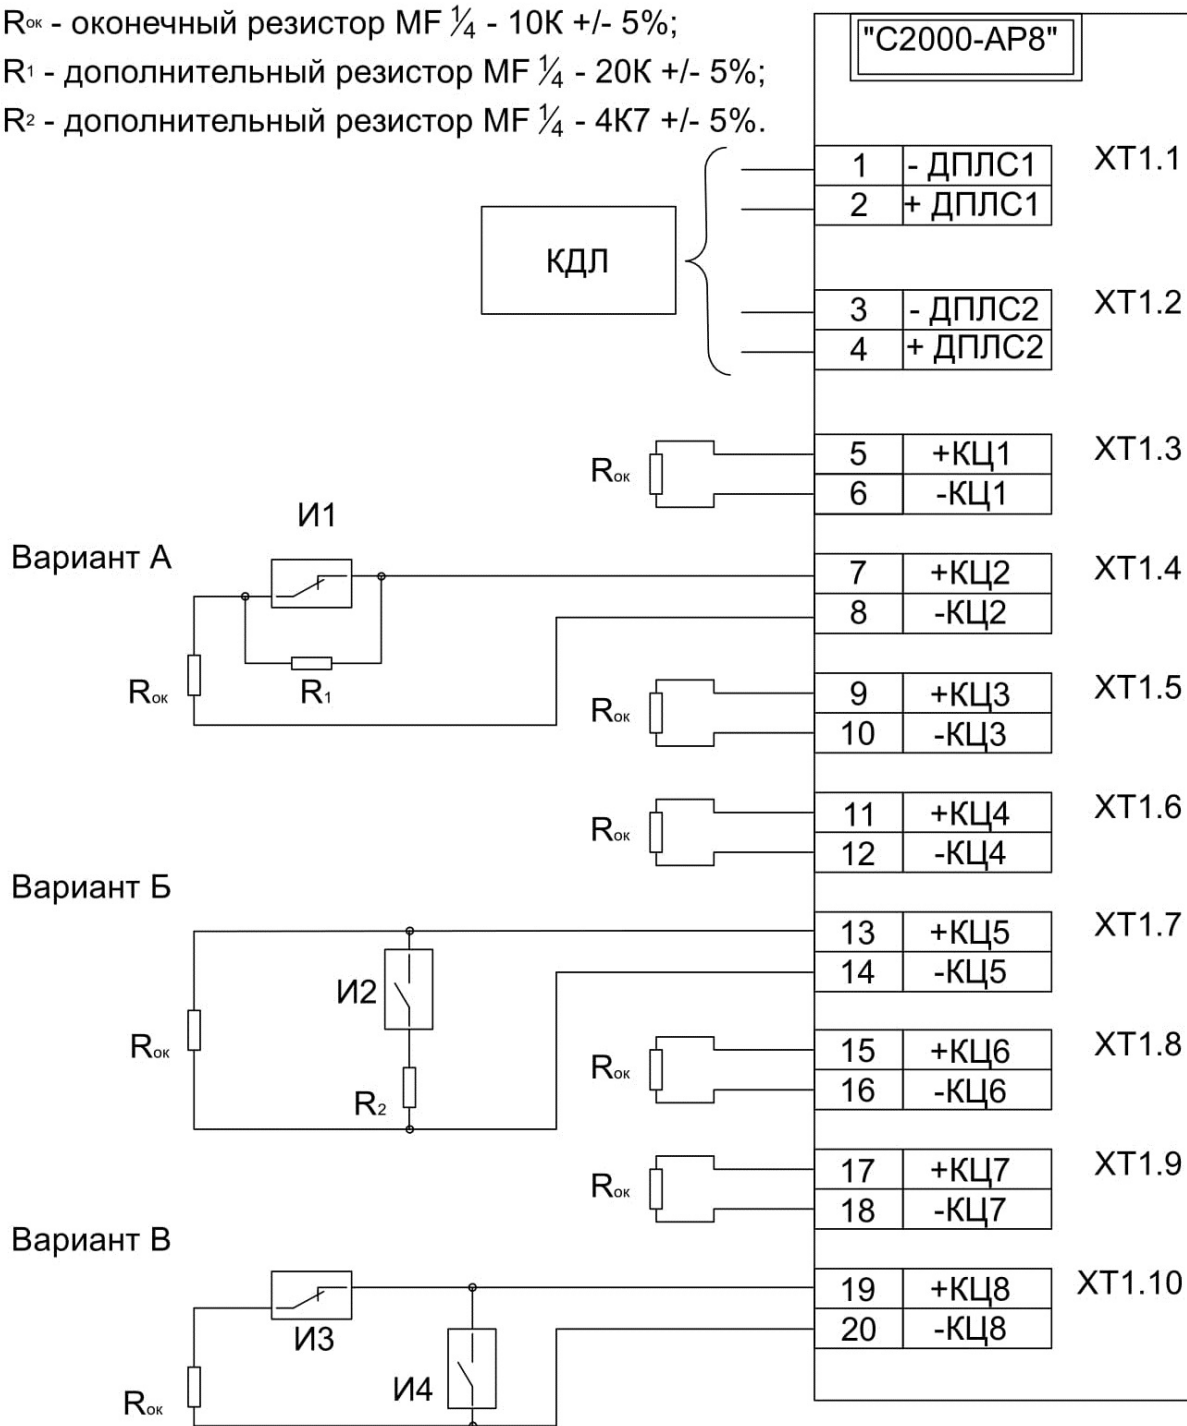 Rок - оконечный резистор MF ¼ - 10К +/- 5%;
R1 - дополнительный резистор MF ¼ - 20К +/- 5%;
R2 - дополнительный резистор MF ¼ - 4К7 +/- 5%.
"С2000-АР8"
КДЛ
1 - ДПЛС1 XT1.1
2 + ДПЛС1
3 - ДПЛС2 XT1.2
4 + ДПЛС2
Rок
5 +КЦ1 XT1.3
6 -КЦ1
Вариант А
И1
Rок
R1
7 +КЦ2 XT1.4
8 -КЦ2
Rок
9 +КЦ3 XT1.5
10 -КЦ3
Rок
11 +КЦ4 XT1.6
12 -КЦ4
Вариант Б
И2
Rок
R2
13 +КЦ5 XT1.7
14 -КЦ5
Rок
15 +КЦ6 XT1.8
16 -КЦ6
Rок
17 +КЦ7 XT1.9
18 -КЦ7
Вариант В
И3
И4
Rок
19 +КЦ8 XT1.10
20 -КЦ8